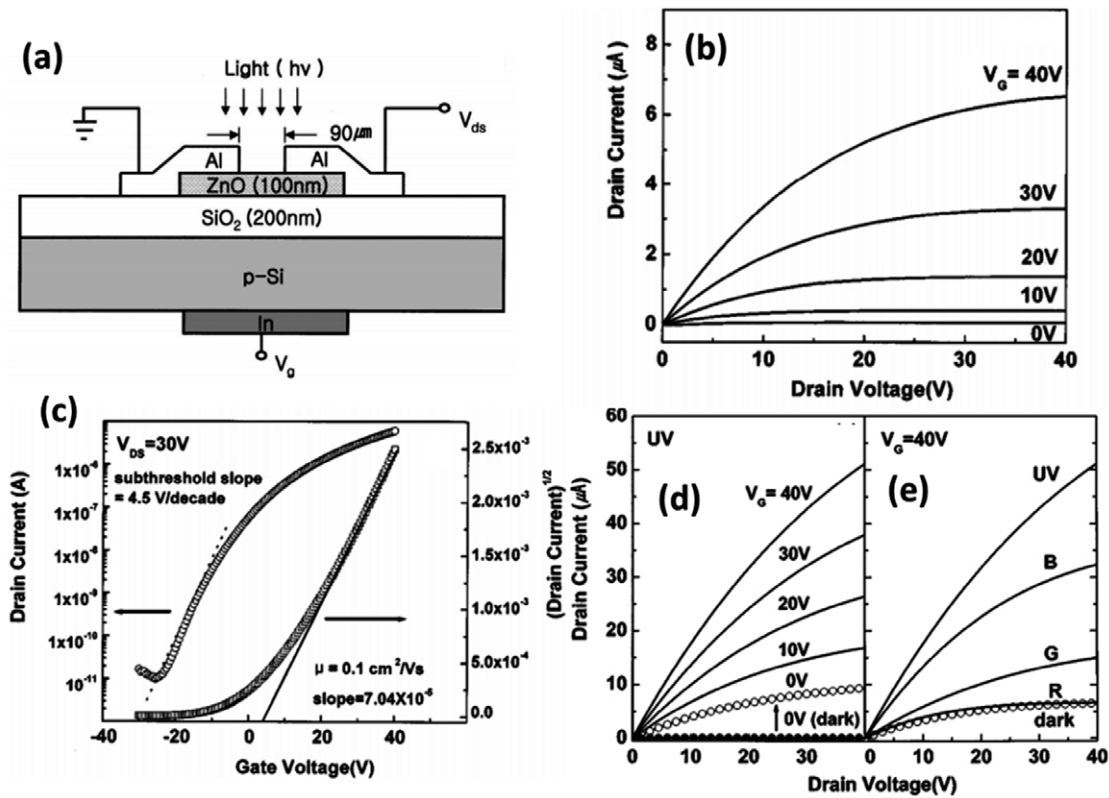 (a)
Light ( hν )
V_ds
90㎛
Al Al
ZnO (100nm)
SiO₂ (200nm)
p-Si
In
V_g
(b)
Drain Current (㎂)
8
6
4
2
0
V_G= 40V
30V
20V
10V
0V
0 10 20 30 40
Drain Voltage(V)
(c)
V_DS=30V
subthreshold slope
= 4.5 V/decade
Drain Current (A)
1x10⁻⁶
1x10⁻⁷
1x10⁻⁸
1x10⁻⁹
1x10⁻¹⁰
10⁻¹¹
2.5x10⁻³
2.0x10⁻³
1.5x10⁻³
1.0x10⁻³
5.0x10⁻⁴
0.0
(Drain Current)^1/2
μ = 0.1 cm²/Vs
slope=7.04X10⁻⁵
-40 -20 0 20 40
Gate Voltage(V)
Drain Current (㎂)
60
50
40
30
20
10
0
UV
(d)
V_G= 40V
30V
20V
10V
0V
0V (dark)
V_G=40V
(e)
UV
B
G
R
dark
0 10 20 30 0 10 20 30 40
Drain Voltage(V)